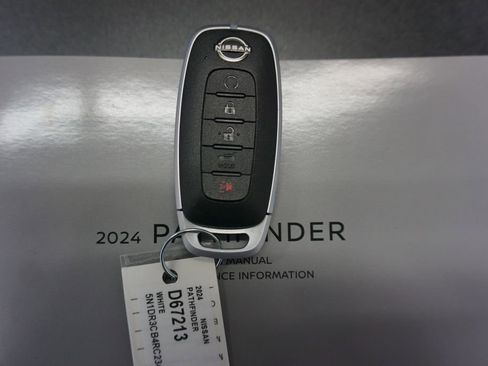 NISSAN
2024 PATHFINDER
MANUAL
INFORMATION
2024 NISSAN
PATHFINDER
D67213
WHITE